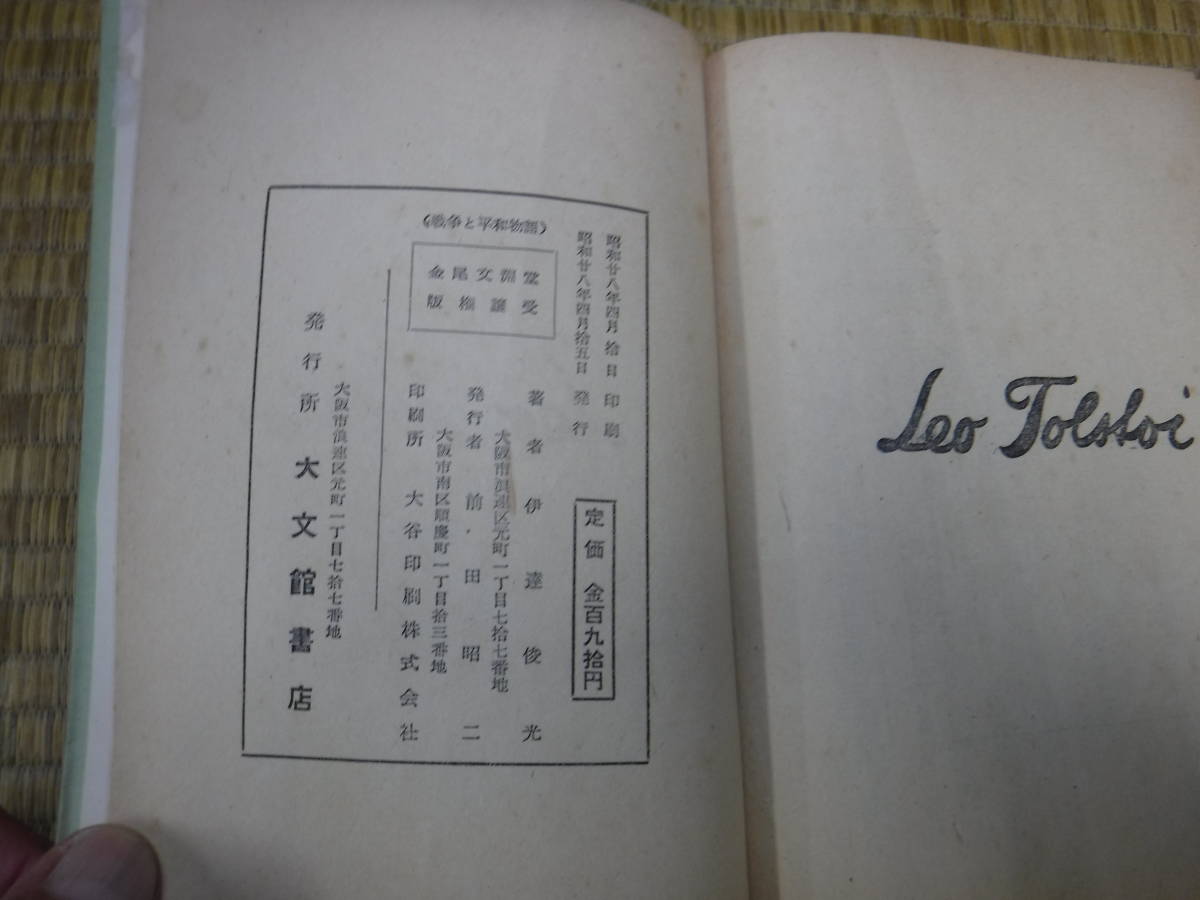 Leo Tolstoi
昭和廿八年四月拾日印刷
昭和廿八年四月拾五日発行
定価 金百九拾円
(戦争と平和物語)
金尾文淵堂
版権譲受
著者 伊達俊光
大阪市浪速区元町一丁目七拾七番地
発行者 前田昭二
大阪市南区順慶町一丁目拾三番地
印刷所 大谷印刷株式会社
大阪市浪速区元町一丁目七拾七番地
発行所 大文館書店